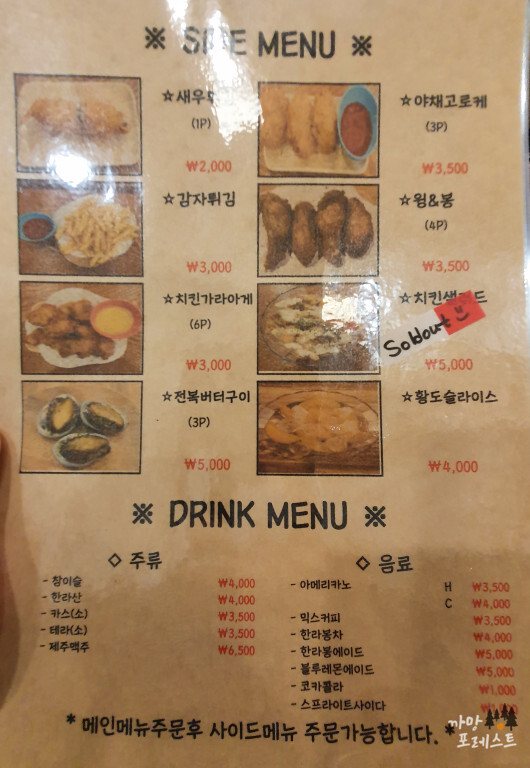 ※ SIDE MENU ※
☆새우
(1P)
₩2,000
☆야채고로케
(3P)
₩3,500
☆감자튀김
₩3,000
☆윙&봉
(4P)
₩3,500
☆치킨가라아게
(6P)
₩3,000
Soldout
₩5,000
☆전복버터구이
(3P)
₩5,000
☆황도슬라이스
₩4,000
※ DRINK MENU ※
◇ 주류
- 창이슬 ₩4,000
- 한라산 ₩4,000
- 카스(소) ₩3,500
- 테라(소) ₩3,500
- 제주맥주 ₩6,500
◇ 음료
- 아메리카노 H ₩3,500
C ₩4,000
- 믹스커피 ₩3,500
- 한라봉차 ₩4,000
- 한라봉에이드 ₩5,000
- 블루레몬에이드 ₩5,000
- 코카콜라 ₩1,000
- 스프라이트사이다
* 메인메뉴주문후 사이드메뉴 주문가능합니다. *
까망
포레스트